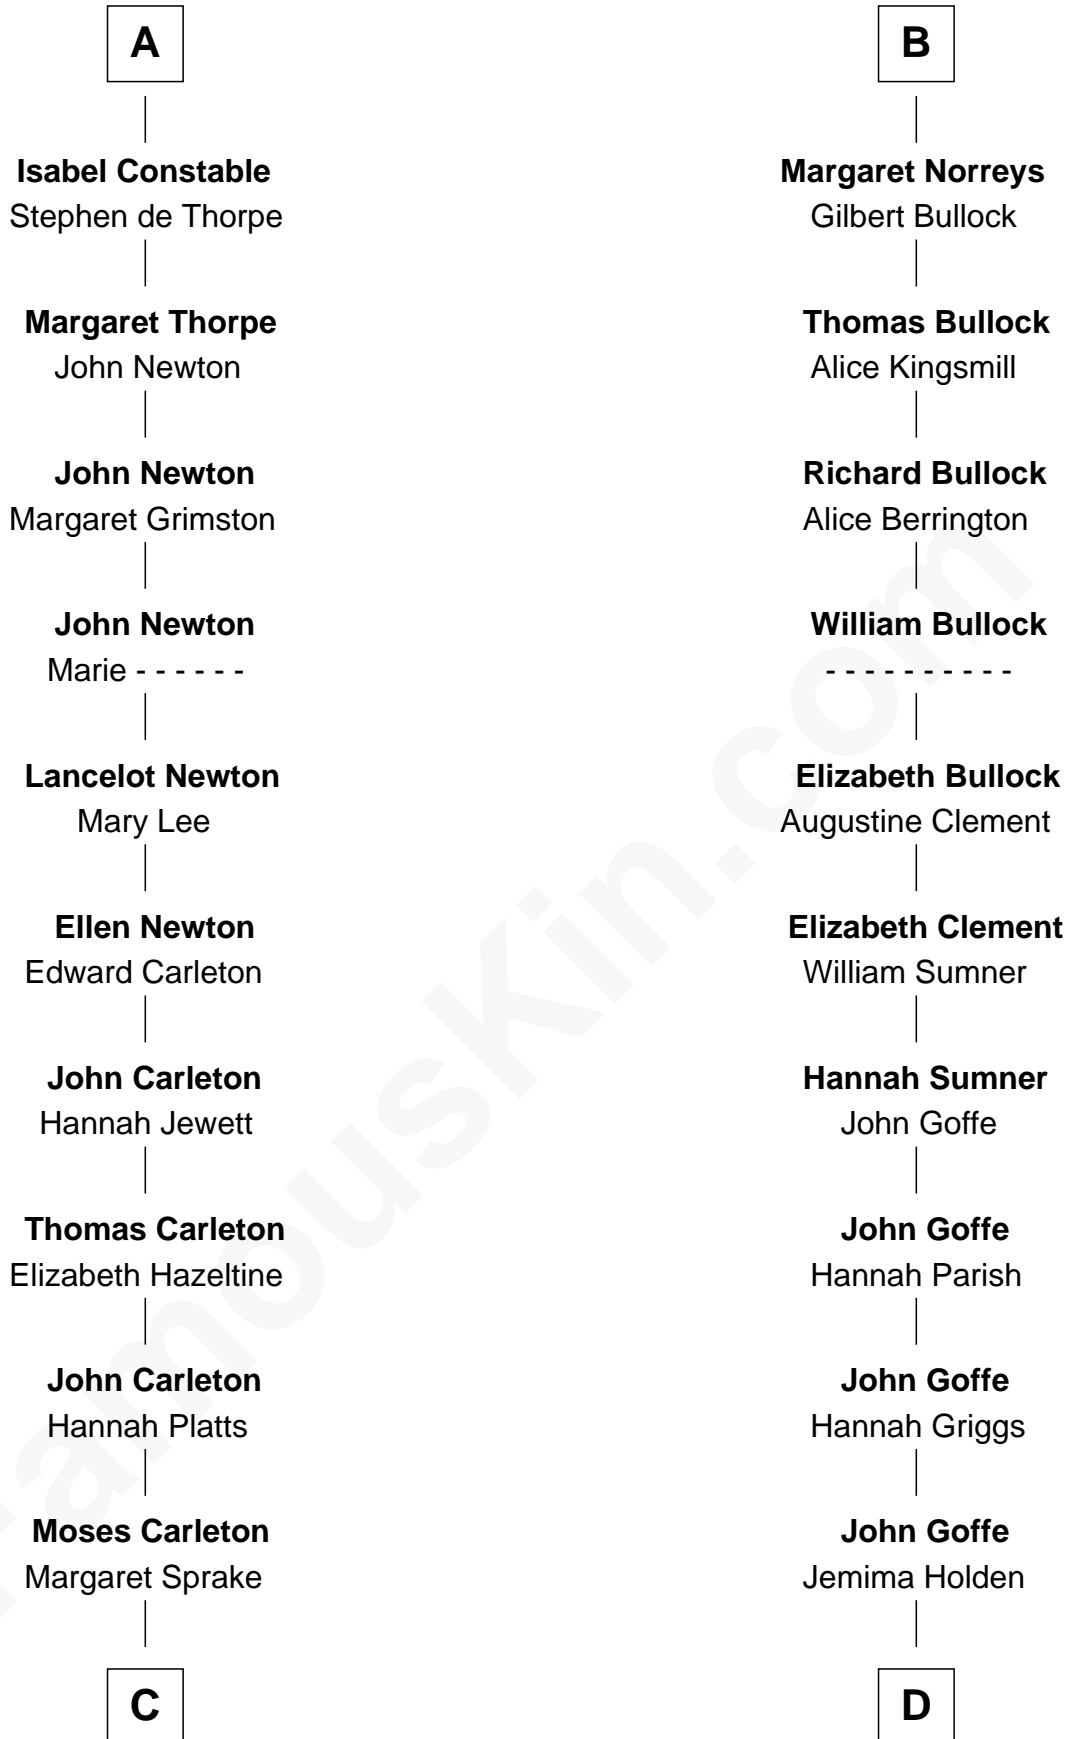 A
Isabel Constable
Stephen de Thorpe
Margaret Thorpe
John Newton
John Newton
Margaret Grimston
John Newton
Marie - - - - - -
Lancelot Newton
Mary Lee
Ellen Newton
Edward Carleton
John Carleton
Hannah Jewett
Thomas Carleton
Elizabeth Hazeltine
John Carleton
Hannah Platts
Moses Carleton
Margaret Sprake
C
B
Margaret Norreys
Gilbert Bullock
Thomas Bullock
Alice Kingsmill
Richard Bullock
Alice Berrington
William Bullock
- - - - - - - - - -
Elizabeth Bullock
Augustine Clement
Elizabeth Clement
William Sumner
Hannah Sumner
John Goffe
John Goffe
Hannah Parish
John Goffe
Hannah Griggs
John Goffe
Jemima Holden
D
FamousKin.com